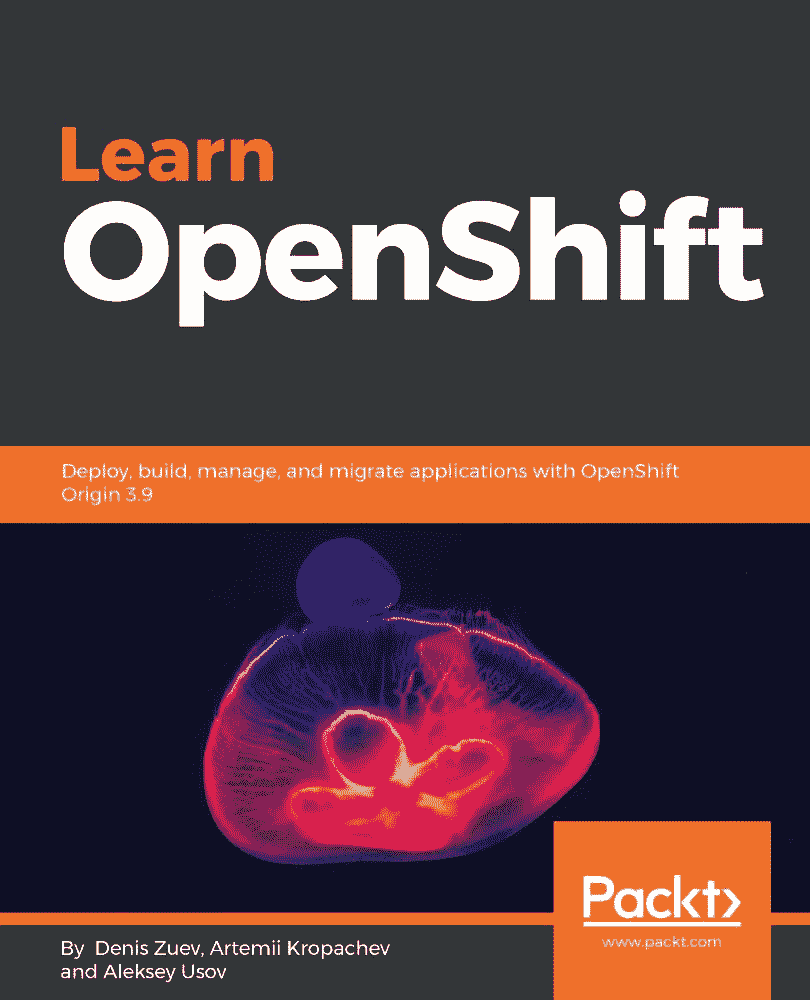 Learn
OpenShift
Deploy, build, manage, and migrate applications with OpenShift
Origin 3.9
Packt>
www.packt.com
By Denis Zuev, Artemii Kropachev
and Aleksey Usov